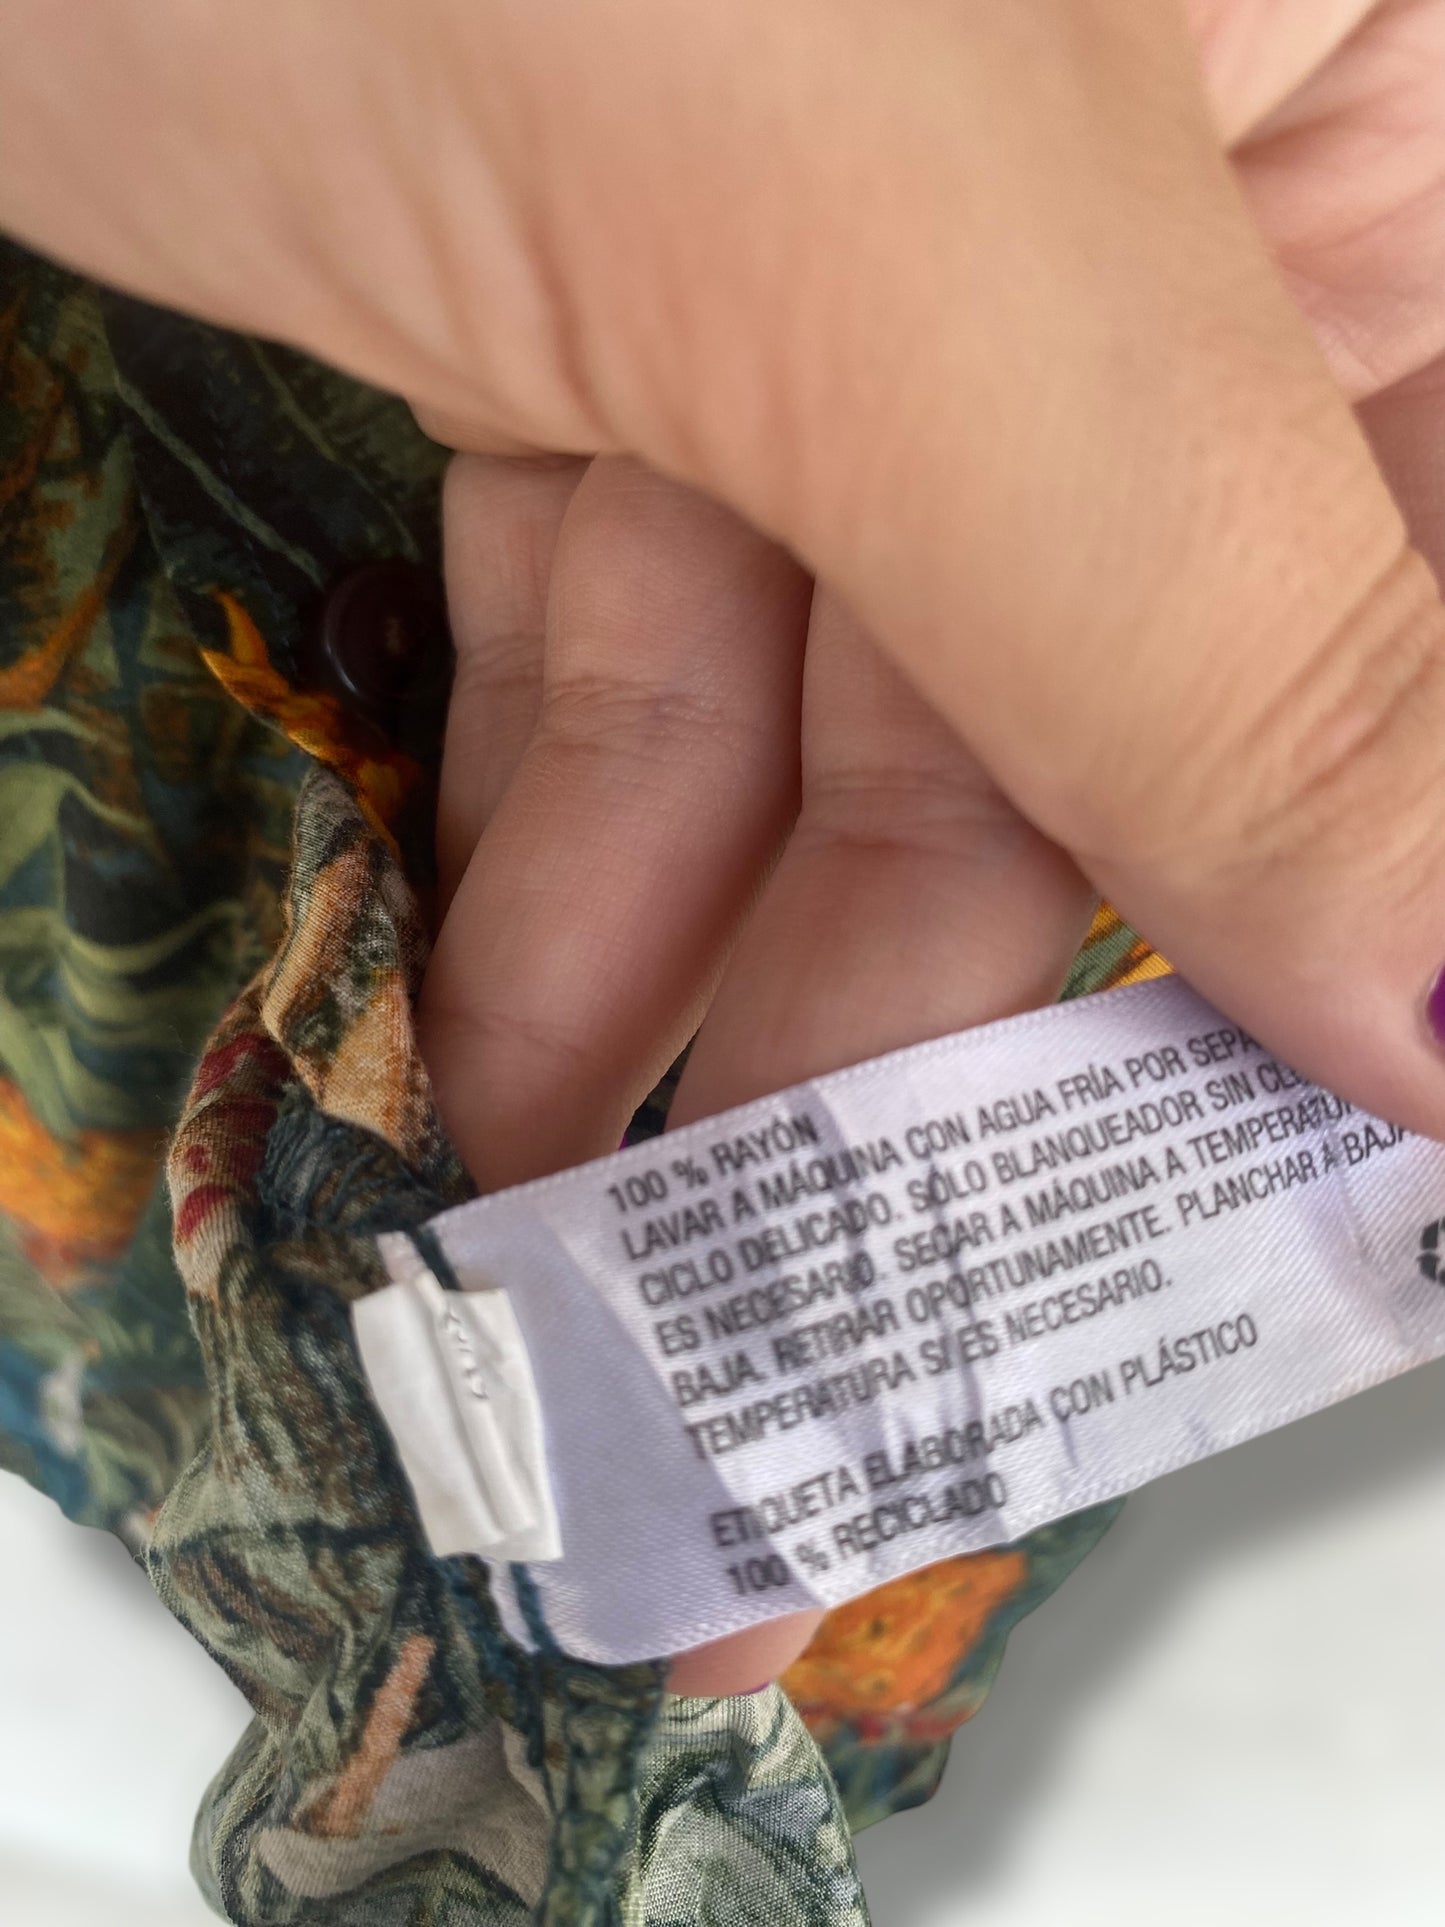 100 % RAYÓN
LAVAR A MÁQUINA CON AGUA FRÍA POR SEPA
CICLO DELICADO. SÓLO BLANQUEADOR SIN CL
ES NECESARIO. SECAR A MÁQUINA A TEMPERATU
BAJA. RETIRAR OPORTUNAMENTE. PLANCHAR A BAJA
TEMPERATURA SI ES NECESARIO.
ETIQUETA ELABORADA CON PLÁSTICO
100 % RECICLADO